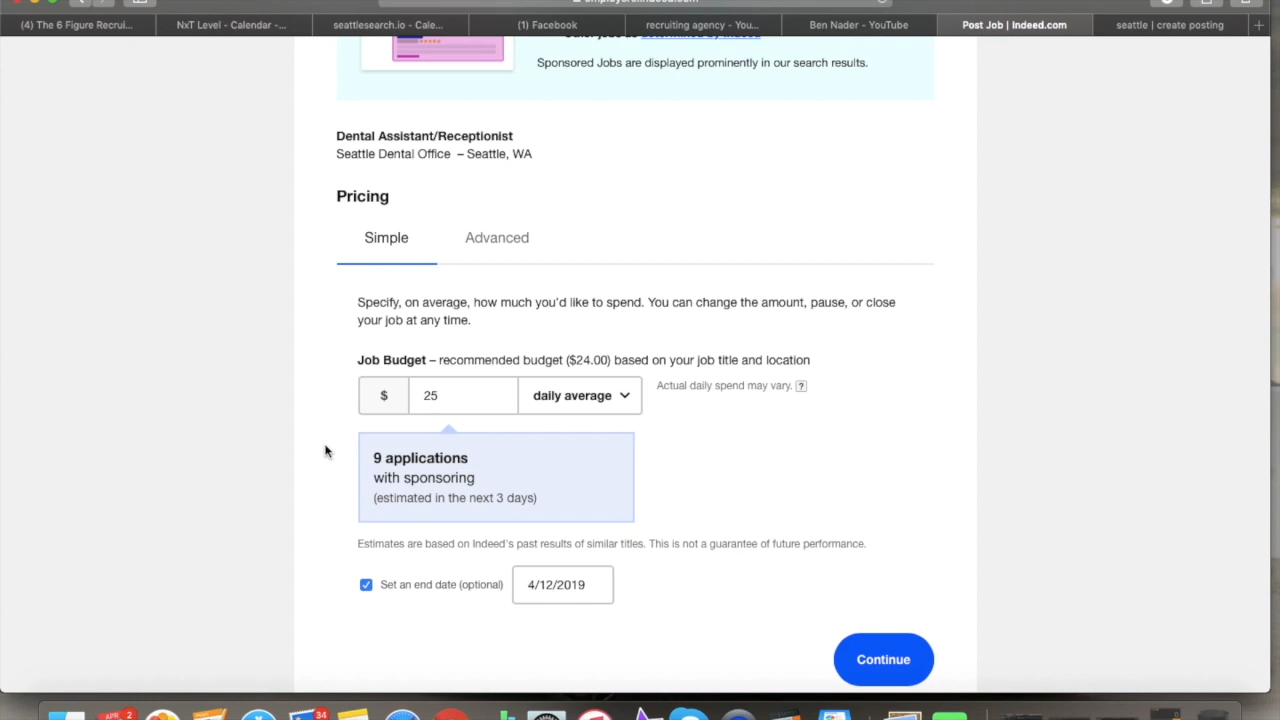 (4) The 6 Figure Recrui... NxT Level - Calendar -... seattlesearch.io - Cale... (1) Facebook recruiting agency - You... Ben Nader - YouTube Post Job | Indeed.com seattle | create posting
Sponsored Jobs are displayed prominently in our search results.
Dental Assistant/Receptionist
Seattle Dental Office – Seattle, WA
Pricing
Simple Advanced
Specify, on average, how much you'd like to spend. You can change the amount, pause, or close
your job at any time.
Job Budget – recommended budget ($24.00) based on your job title and location
$ 25 daily average
Actual daily spend may vary. ?
9 applications
with sponsoring
(estimated in the next 3 days)
Estimates are based on Indeed's past results of similar titles. This is not a guarantee of future performance.
Set an end date (optional) 4/12/2019
Continue
APR 2 34